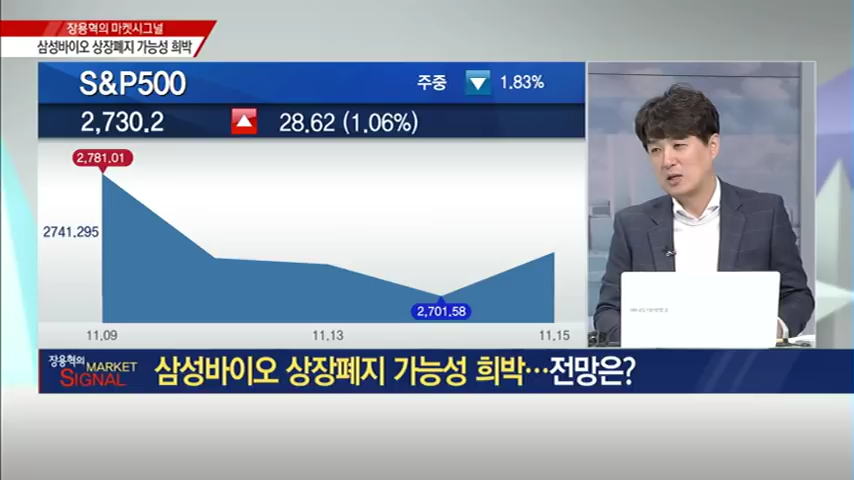 장용혁의 마켓시그널
삼성바이오 상장폐지 가능성 희박
S&P500
주중 ▼ 1.83%
2,730.2 ▲ 28.62 (1.06%)
2,781.01
2741.295
2,701.58
11.09 11.13 11.15
장용혁의 MARKET SIGNAL
삼성바이오 상장폐지 가능성 희박…전망은?